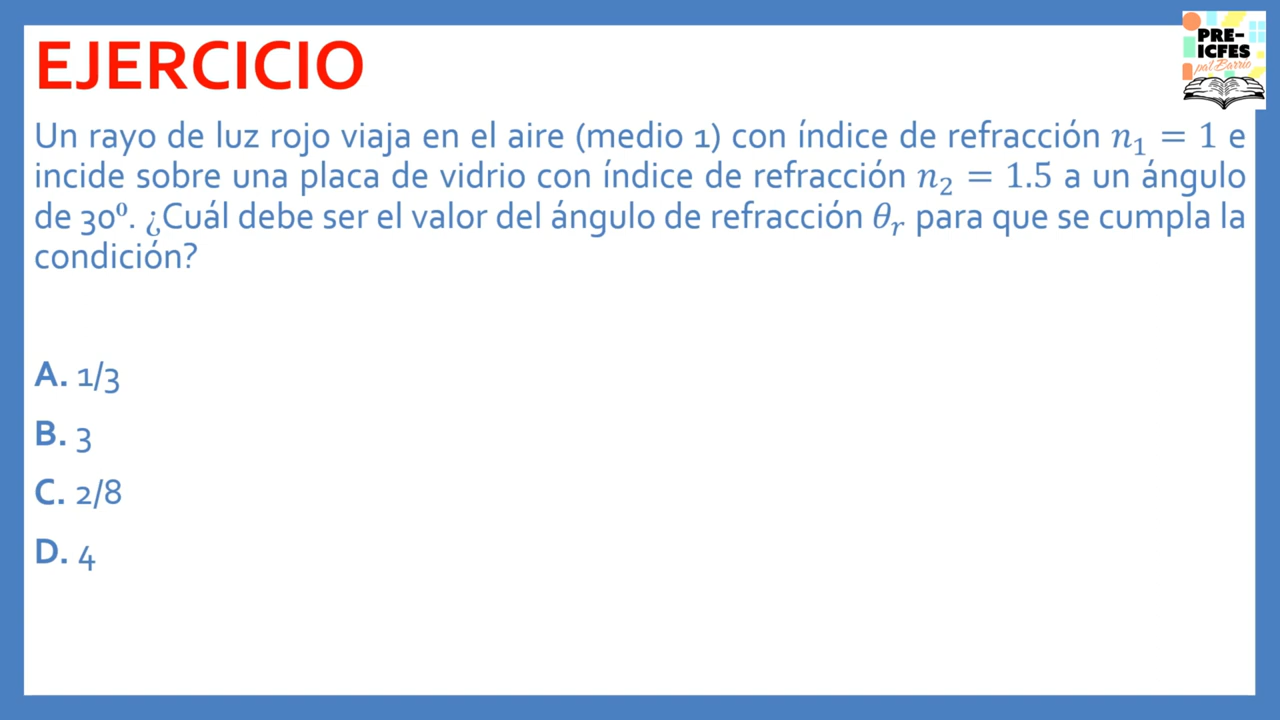 PRE-
ICFES
pal Barrio
EJERCICIO
Un rayo de luz rojo viaja en el aire (medio 1) con índice de refracción n₁ = 1 e
incide sobre una placa de vidrio con índice de refracción n₂ = 1.5 a un ángulo
de 30⁰. ¿Cuál debe ser el valor del ángulo de refracción θᵣ para que se cumpla la
condición?
A. 1/3
B. 3
C. 2/8
D. 4